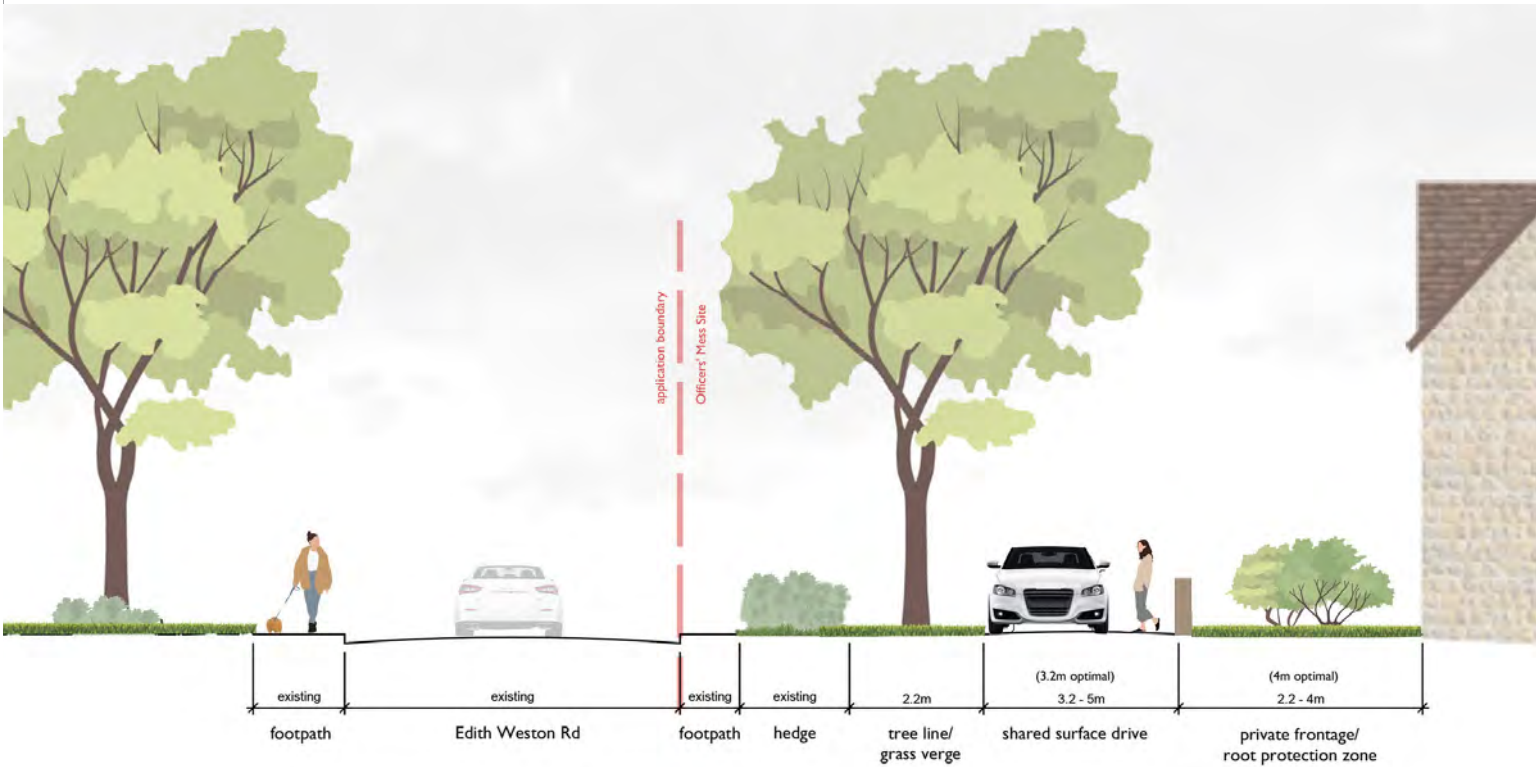 application boundary
Officers' Mess Site
(3.2m optimal)
(4m optimal)
existing
existing
existing
existing
2.2m
3.2 - 5m
2.2 - 4m
footpath
Edith Weston Rd
footpath
hedge
tree line/
grass verge
shared surface drive
private frontage/
root protection zone